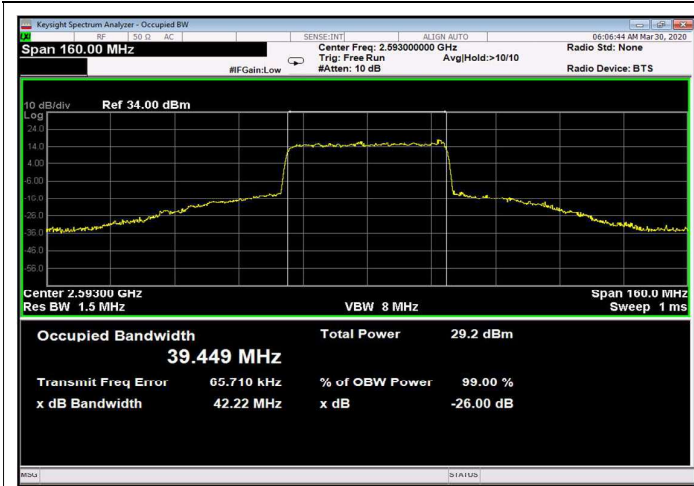 Keysight Spectrum Analyzer - Occupied BW
RF 50 Ω AC SENSE:INT ALIGN AUTO 06:06:44 AM Mar 30, 2020
Span 160.00 MHz Center Freq: 2.593000000 GHz Radio Std: None
Trig: Free Run Avg|Hold:>10/10
#IFGain:Low #Atten: 10 dB Radio Device: BTS
10 dB/div Ref 34.00 dBm
Log
24.0
14.0
4.00
-6.00
-16.0
-26.0
-36.0
-46.0
-56.0
Center 2.59300 GHz Span 160.0 MHz
Res BW 1.5 MHz VBW 8 MHz Sweep 1 ms
Occupied Bandwidth Total Power 29.2 dBm
39.449 MHz
Transmit Freq Error 65.710 kHz % of OBW Power 99.00 %
x dB Bandwidth 42.22 MHz x dB -26.00 dB
MSG STATUS